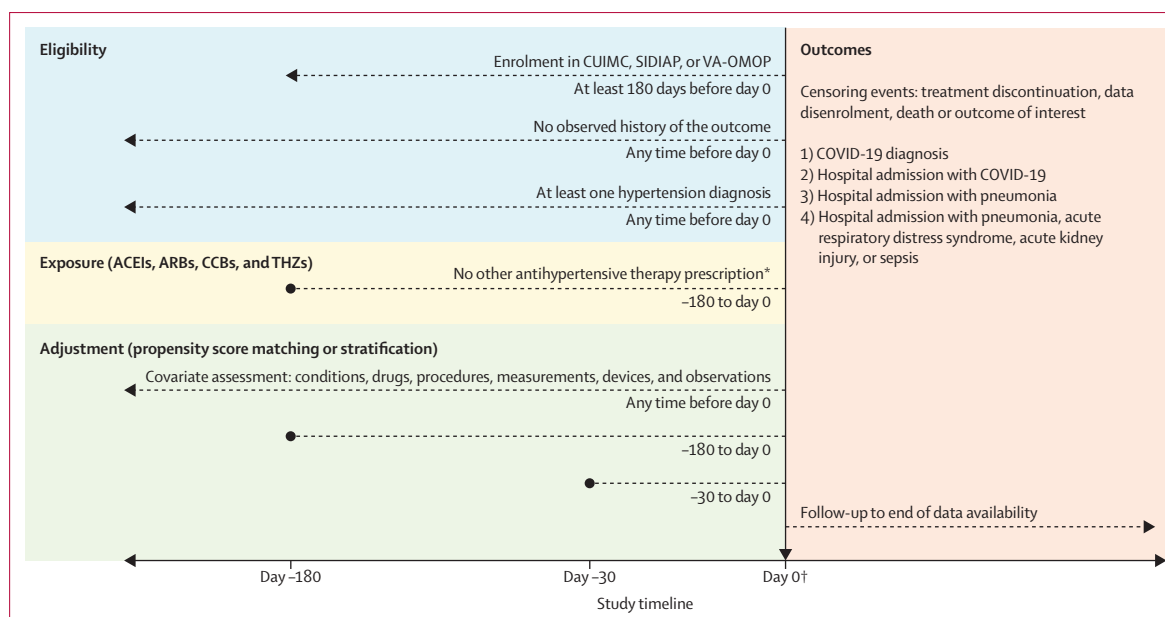 Eligibility
Enrolment in CUIMC, SIDIAP, or VA-OMOP
At least 180 days before day 0
No observed history of the outcome
Any time before day 0
At least one hypertension diagnosis
Any time before day 0
Exposure (ACEIs, ARBs, CCBs, and THZs)
No other antihypertensive therapy prescription*
–180 to day 0
Adjustment (propensity score matching or stratification)
Covariate assessment: conditions, drugs, procedures, measurements, devices, and observations
Any time before day 0
–180 to day 0
–30 to day 0
Outcomes
Censoring events: treatment discontinuation, data
disenrolment, death or outcome of interest
1) COVID-19 diagnosis
2) Hospital admission with COVID-19
3) Hospital admission with pneumonia
4) Hospital admission with pneumonia, acute
respiratory distress syndrome, acute kidney
injury, or sepsis
Follow-up to end of data availability
Day –180
Day –30
Day 0†
Study timeline